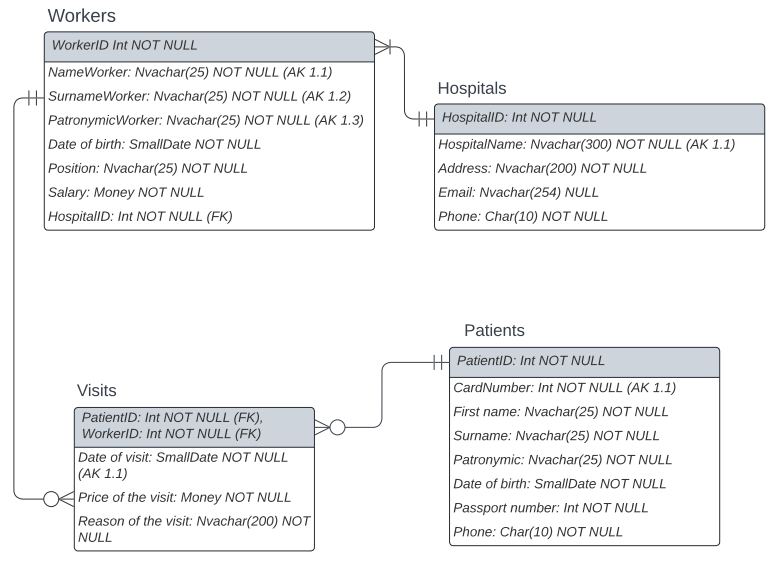 Workers
WorkerID Int NOT NULL
NameWorker: Nvachar(25) NOT NULL (AK 1.1)
SurnameWorker: Nvachar(25) NOT NULL (AK 1.2)
PatronymicWorker: Nvachar(25) NOT NULL (AK 1.3)
Date of birth: SmallDate NOT NULL
Position: Nvachar(25) NOT NULL
Salary: Money NOT NULL
HospitalID: Int NOT NULL (FK)
Hospitals
HospitalID: Int NOT NULL
HospitalName: Nvachar(300) NOT NULL (AK 1.1)
Address: Nvachar(200) NOT NULL
Email: Nvachar(254) NULL
Phone: Char(10) NOT NULL
Patients
PatientID: Int NOT NULL
CardNumber: Int NOT NULL (AK 1.1)
First name: Nvachar(25) NOT NULL
Surname: Nvachar(25) NOT NULL
Patronymic: Nvachar(25) NOT NULL
Date of birth: SmallDate NOT NULL
Passport number: Int NOT NULL
Phone: Char(10) NOT NULL
Visits
PatientID: Int NOT NULL (FK),
WorkerID: Int NOT NULL (FK)
Date of visit: SmallDate NOT NULL
(AK 1.1)
Price of the visit: Money NOT NULL
Reason of the visit: Nvachar(200) NOT
NULL